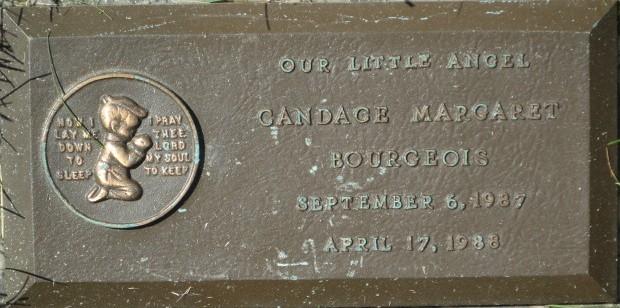 NOW I
LAY ME
DOWN
TO
SLEEP
I PRAY
THEE
LORD
MY SOUL
TO KEEP
OUR LITTLE ANGEL
CANDACE MARGARET
BOURGEOIS
SEPTEMBER 6, 1987
APRIL 17, 1988